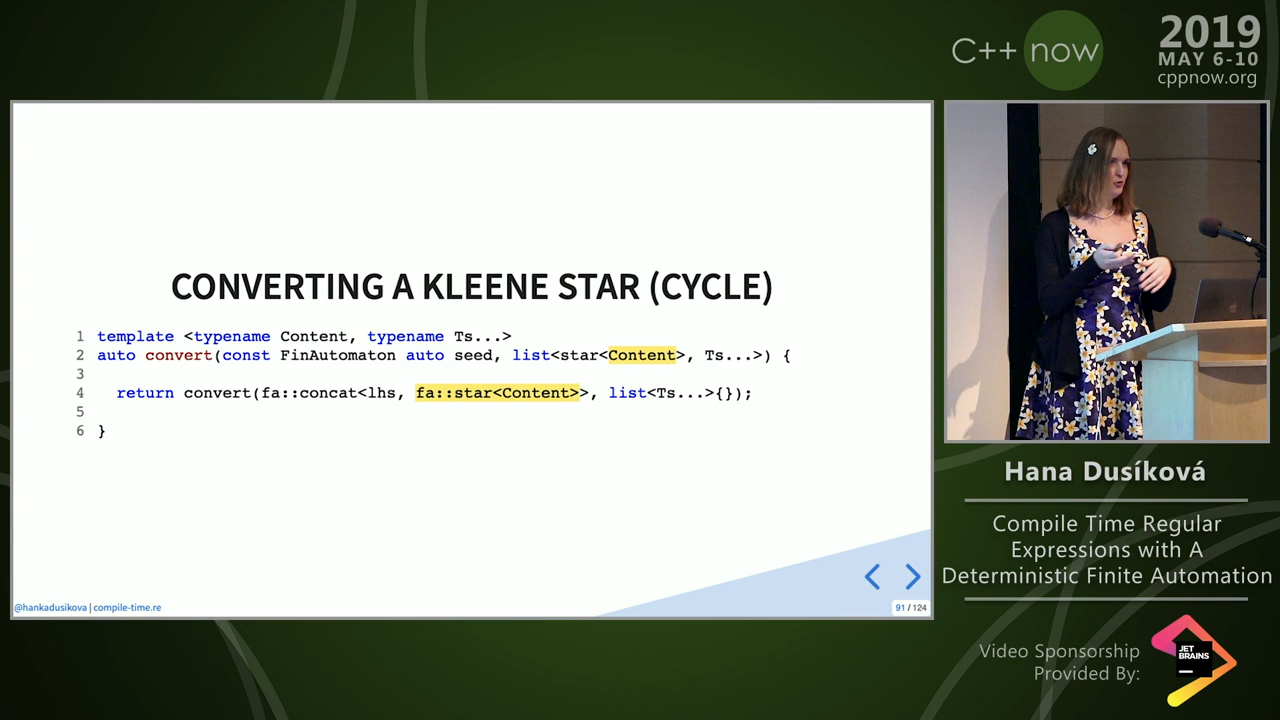 C++ now
2019
MAY 6-10
cppnow.org
CONVERTING A KLEENE STAR (CYCLE)
1 template <typename Content, typename Ts...>
2 auto convert(const FinAutomaton auto seed, list<star<Content>, Ts...>) {
3
4 return convert(fa::concat<lhs, fa::star<Content>>, list<Ts...>{});
5
6 }
@hankadusikova | compile-time.re
91 / 124
Hana Dusíková
Compile Time Regular
Expressions with A
Deterministic Finite Automation
Video Sponsorship
Provided By:
JET
BRAINS